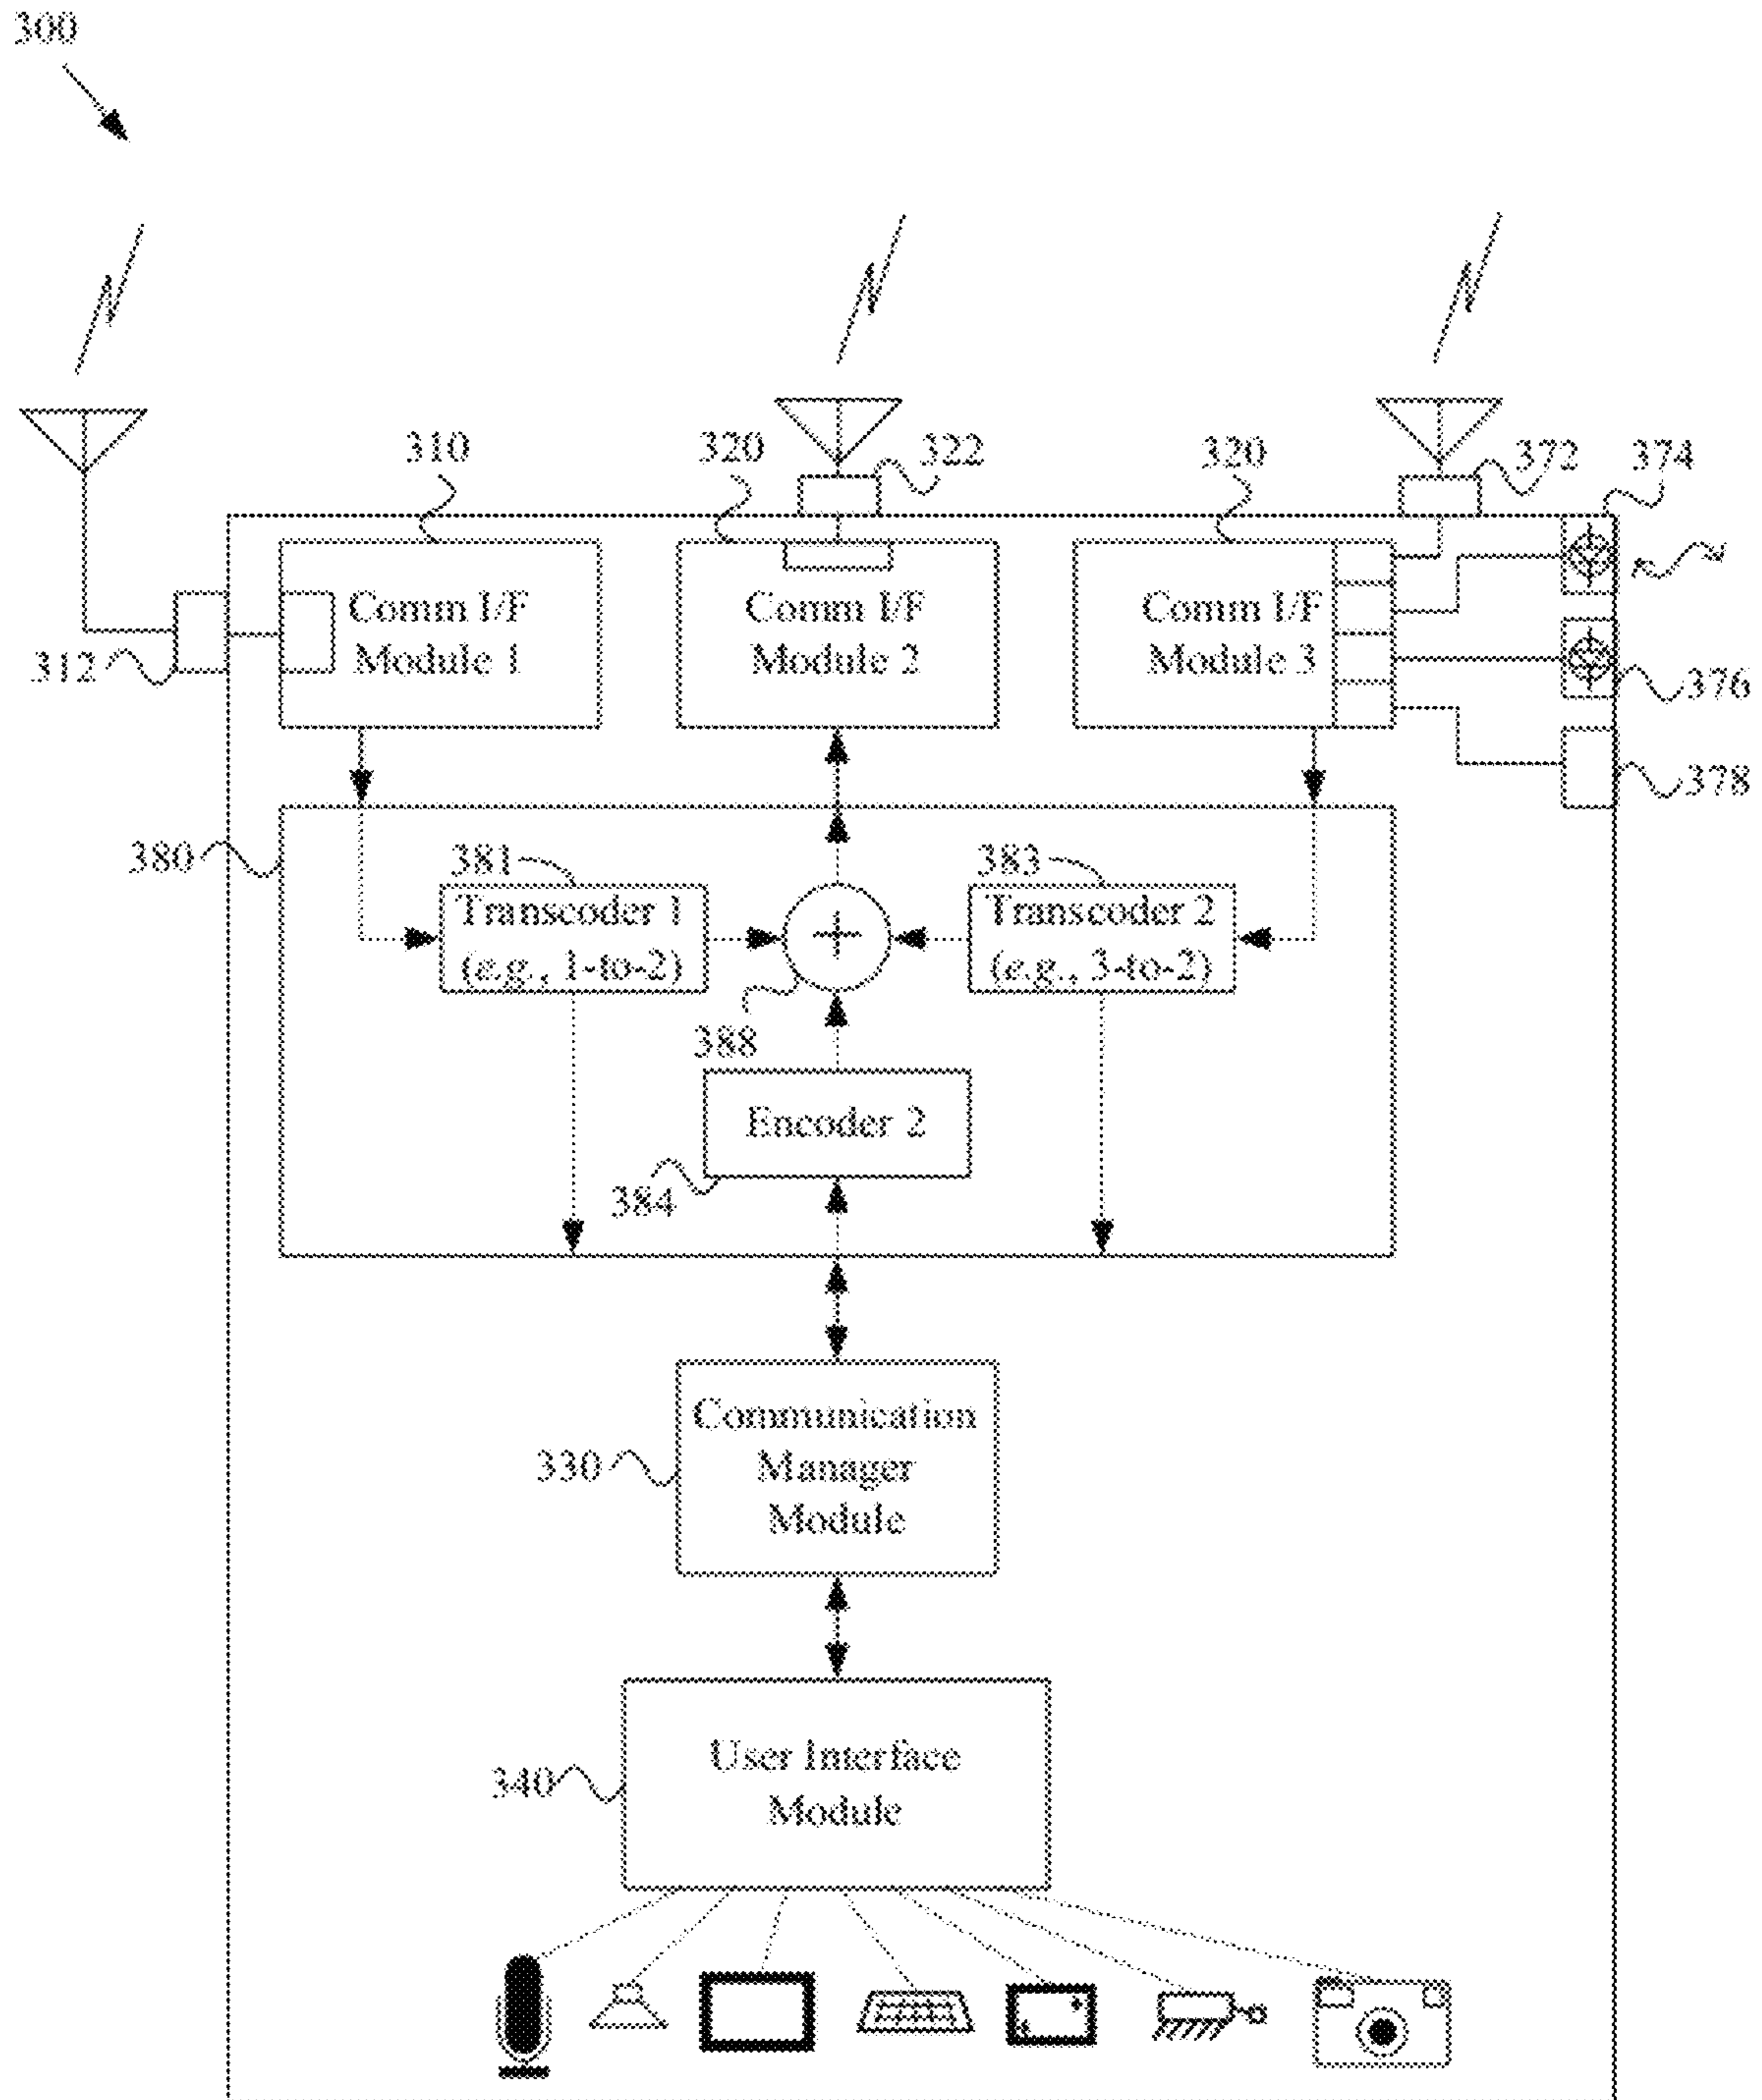 300
310
320
322
320
372
374
Comm I/F
Module 1
Comm I/F
Module 2
Comm I/F
Module 3
312
376
378
380
381
383
Transcoder 1
(e.g., 1-to-2)
+
Transcoder 2
(e.g., 3-to-2)
388
Encoder 2
384
Communication
Manager
Module
330
User Interface
Module
340